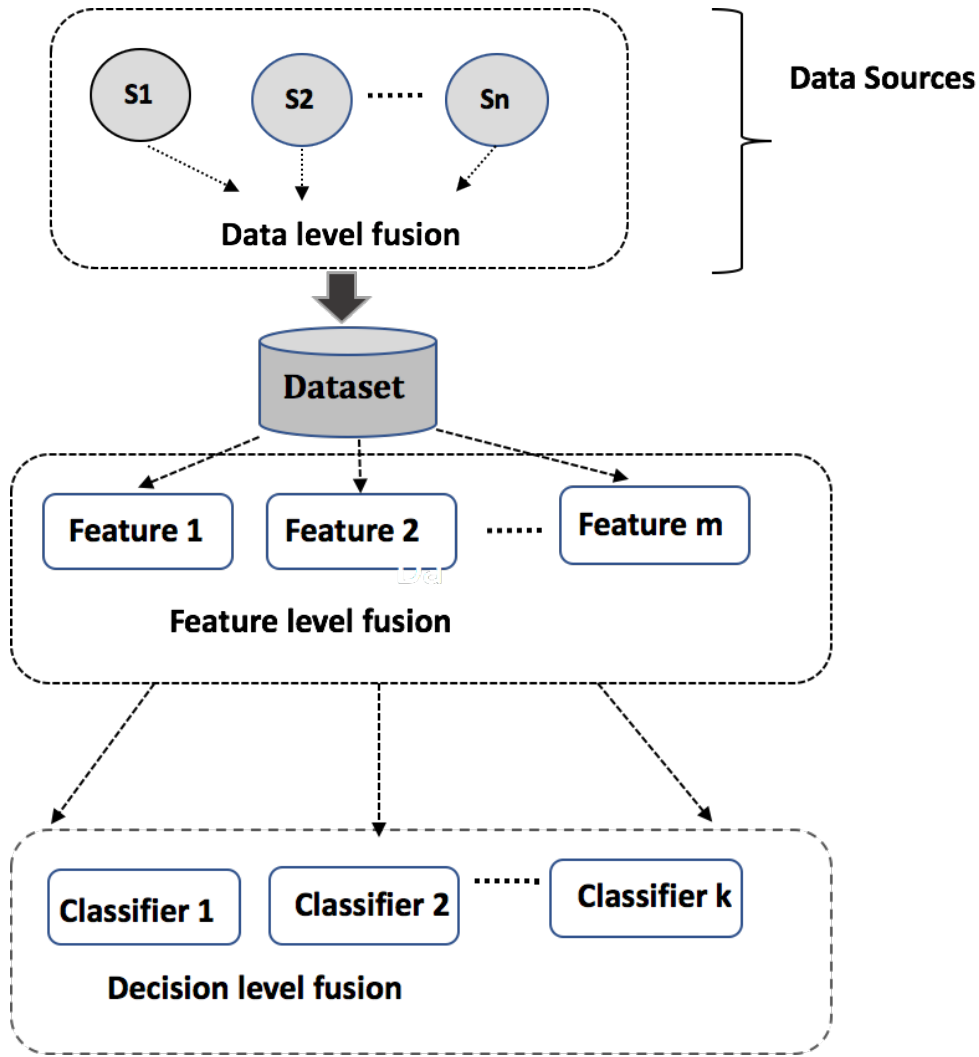 S1 S2 ........ Sn
Data Sources
Data level fusion
Dataset
Feature 1 Feature 2 ........ Feature m
Feature level fusion
Classifier 1 Classifier 2 ........ Classifier k
Decision level fusion